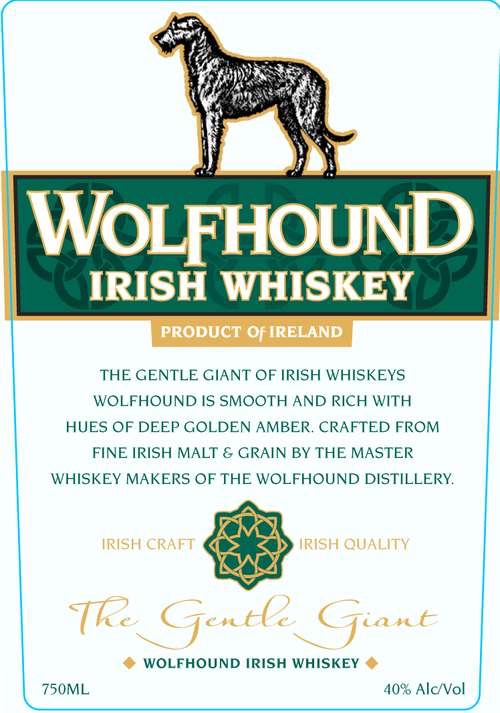 WOLFHOUND
IRISH WHISKEY
PRODUCT Of IRELAND
THE GENTLE GIANT OF IRISH WHISKEYS
WOLFHOUND IS SMOOTH AND RICH WITH
HUES OF DEEP GOLDEN AMBER. CRAFTED FROM
FINE IRISH MALT & GRAIN BY THE MASTER
WHISKEY MAKERS OF THE WOLFHOUND DISTILLERY.
IRISH CRAFT IRISH QUALITY
The Gentle Giant
◆ WOLFHOUND IRISH WHISKEY ◆
750ML 40% Alc/Vol